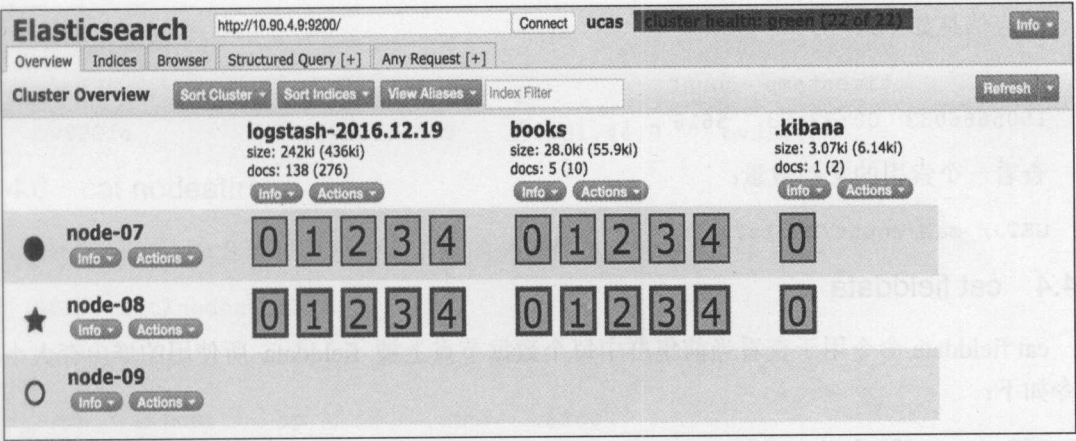 Elasticsearch http://10.90.4.9:9200/ Connect ucas cluster health: green (22 of 22) Info
Overview Indices Browser Structured Query [+] Any Request [+]
Cluster Overview Sort Cluster Sort Indices View Aliases Index Filter Refresh
logstash-2016.12.19 books .kibana
size: 242ki (436ki) size: 28.0ki (55.9ki) size: 3.07ki (6.14ki)
docs: 138 (276) docs: 5 (10) docs: 1 (2)
Info Actions Info Actions Info Actions
node-07 0 1 2 3 4 0 1 2 3 4 0
Info Actions
node-08 0 1 2 3 4 0 1 2 3 4 0
Info Actions
node-09
Info Actions